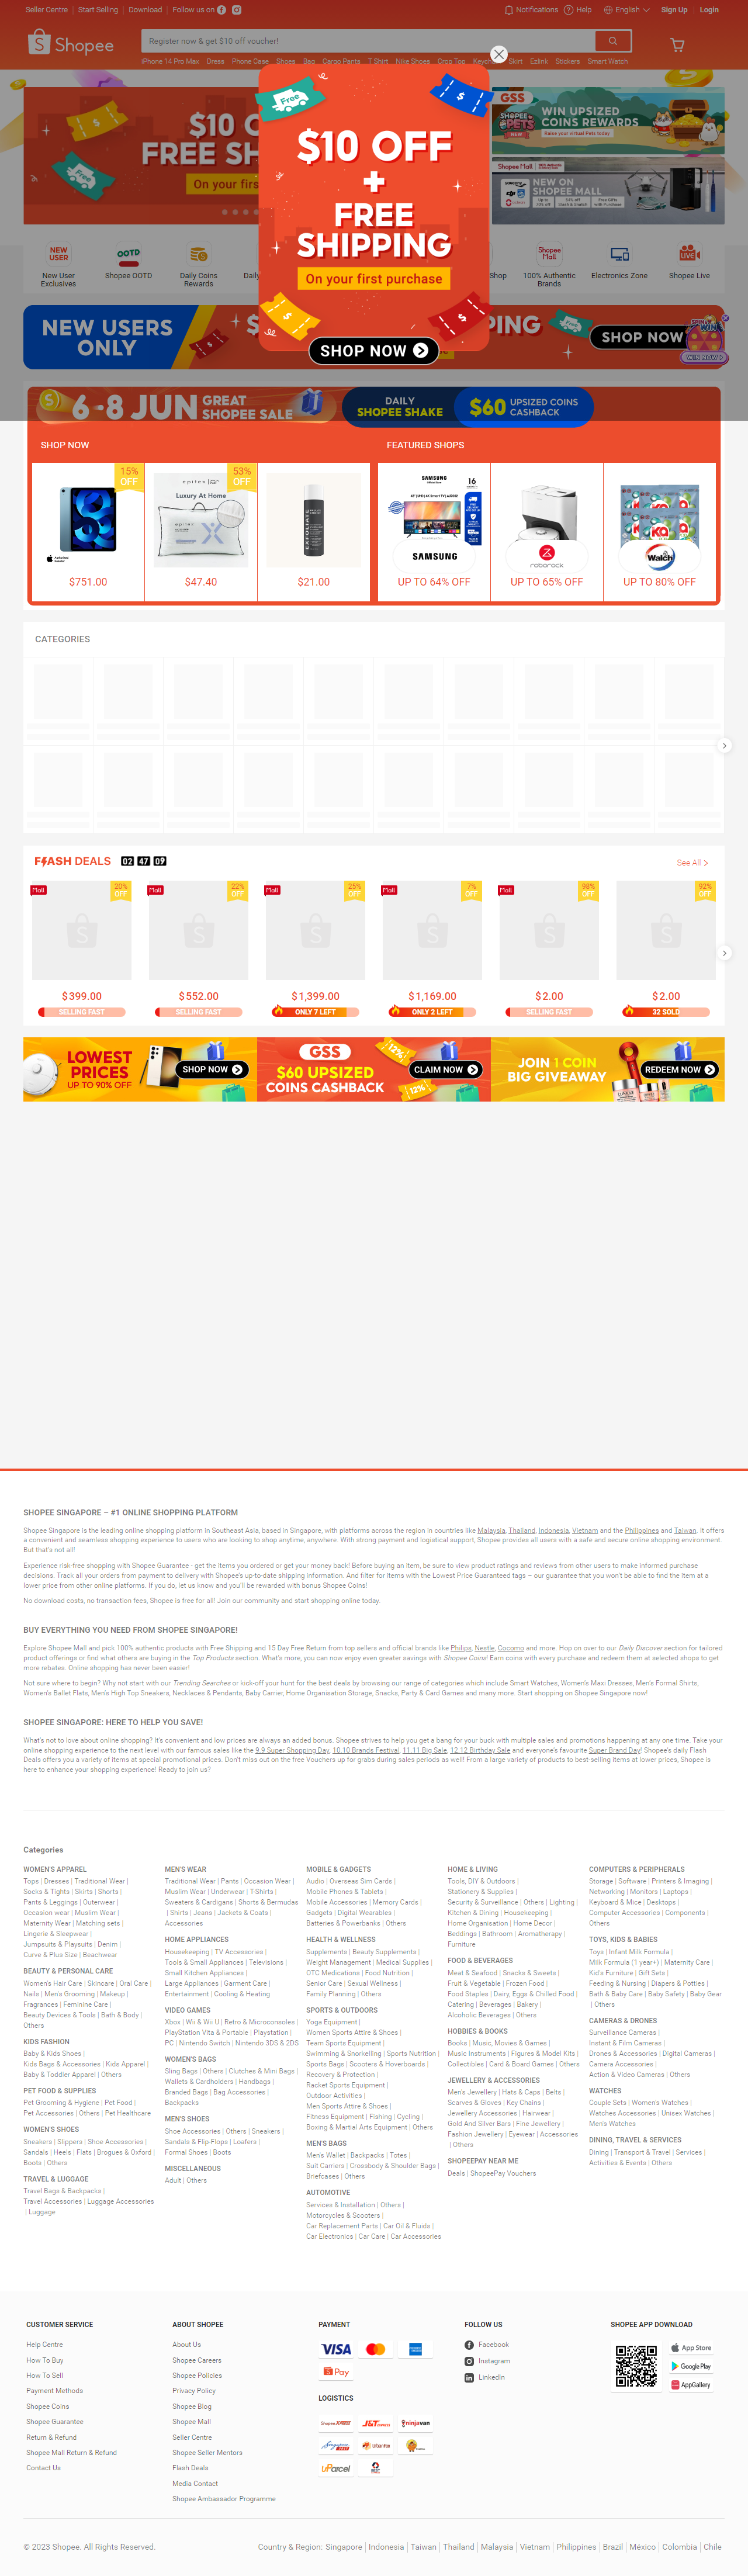 Seller Centre
Start Selling
Download
Follow us on
Notifications
Help
English
Sign Up
Login
Shopee
Register now & get $10 off voucher!
iPhone 14 Pro Max Dress Phone Case Shoes Bag Cargo Pants T Shirt Nike Shoes Crop Top Skirt Ezlink Stickers Smart Watch
Free
$10 OFF
+
FREE
SHIPPING
On your first purchase
SHOP NOW
GSS
WIN UPSIZED
COINS REWARDS
Raise your virtual Pets today
Shopee Mall
NEW ON
SHOPEE MALL
New User
Exclusives
Shopee OOTD
Daily Coins
Rewards
100% Authentic
Brands
Electronics Zone
Shopee Live
NEW USERS
ONLY
SHOP NOW
6-8 JUN GREAT
SHOPEE SALE
DAILY
SHOPEE SHAKE
$60 UPSIZED COINS
CASHBACK
SHOP NOW
FEATURED SHOPS
15%
OFF
53%
OFF
Luxury At Home
SAMSUNG
roborock
Walch
$751.00
$47.40
$21.00
UP TO 64% OFF
UP TO 65% OFF
UP TO 80% OFF
CATEGORIES
FLASH DEALS 02 47 09
See All
Mall
20%
OFF
Mall
22%
OFF
Mall
25%
OFF
Mall
7%
OFF
Mall
98%
OFF
92%
OFF
$399.00
$552.00
$1,399.00
$1,169.00
$2.00
$2.00
SELLING FAST
SELLING FAST
ONLY 7 LEFT
ONLY 2 LEFT
SELLING FAST
32 SOLD
LOWEST
PRICES
UP TO 90% OFF
SHOP NOW
GSS
$60 UPSIZED
COINS CASHBACK
CLAIM NOW
JOIN 1 COIN
BIG GIVEAWAY
REDEEM NOW
SHOPEE SINGAPORE – #1 ONLINE SHOPPING PLATFORM
Shopee Singapore is the leading online shopping platform in Southeast Asia, based in Singapore, with platforms across the region in countries like Malaysia, Thailand, Indonesia, Vietnam and the Philippines and Taiwan. It offers
a convenient and seamless shopping experience to users who are looking to shop anytime, anywhere. With strong payment and logistical support, Shopee provides all users with a safe and secure online shopping environment.
But that's not all!
Experience risk-free shopping with Shopee Guarantee - get the items you ordered or get your money back! Before buying an item, be sure to view product ratings and reviews from other users to make informed purchase
decisions. Track all your orders from payment to delivery with Shopee's up-to-date shipping information. And filter for items with the Lowest Price Guaranteed tags – our guarantee that you won't be able to find the item at a
lower price from other online platforms. If you do, let us know and you'll be rewarded with bonus Shopee Coins!
No download costs, no transaction fees, Shopee is free for all! Join our community and start shopping online today.
BUY EVERYTHING YOU NEED FROM SHOPEE SINGAPORE!
Explore Shopee Mall and pick 100% authentic products with Free Shipping and 15 Day Free Return from top sellers and official brands like Philips, Nestle, Cocomo and more. Hop on over to our Daily Discover section for tailored
product offerings or find what others are buying in the Top Products section. What's more, you can now enjoy even greater savings with Shopee Coins! Earn coins with every purchase and redeem them at selected shops to get
more rebates. Online shopping has never been easier!
Not sure where to begin? Why not start with our Trending Searches or kick-off your hunt for the best deals by browsing our range of categories which include Smart Watches, Women's Maxi Dresses, Men's Formal Shirts,
Women's Ballet Flats, Men's High Top Sneakers, Necklaces & Pendants, Baby Carrier, Home Organisation Storage, Snacks, Party & Card Games and many more. Start shopping on Shopee Singapore now!
SHOPEE SINGAPORE: HERE TO HELP YOU SAVE!
What's not to love about online shopping? It's convenient and low prices are always an added bonus. Shopee strives to help you get a bang for your buck with multiple sales and promotions happening at any one time. Take your
online shopping experience to the next level with our famous sales like the 9.9 Super Shopping Day, 10.10 Brands Festival, 11.11 Big Sale, 12.12 Birthday Sale and everyone's favourite Super Brand Day! Shopee's daily Flash
Deals offers you a variety of items at special promotional prices. Don't miss out on the free Vouchers up for grabs during sales periods as well! From a large variety of products to best-selling items at lower prices, Shopee is
here to enhance your shopping experience! Ready to join us?
Categories
WOMEN'S APPAREL
Tops | Dresses | Traditional Wear |
Socks & Tights | Skirts | Shorts |
Pants & Leggings | Outerwear |
Occasion wear | Muslim Wear |
Maternity Wear | Matching sets |
Lingerie & Sleepwear |
Jumpsuits & Playsuits | Denim |
Curve & Plus Size | Beachwear
BEAUTY & PERSONAL CARE
Women's Hair Care | Skincare | Oral Care |
Nails | Men's Grooming | Makeup |
Fragrances | Feminine Care |
Beauty Devices & Tools | Bath & Body |
Others
KIDS FASHION
Baby & Kids Shoes |
Kids Bags & Accessories | Kids Apparel |
Baby & Toddler Apparel | Others
PET FOOD & SUPPLIES
Pet Grooming & Hygiene | Pet Food |
Pet Accessories | Others | Pet Healthcare
WOMEN'S SHOES
Sneakers | Slippers | Shoe Accessories |
Sandals | Heels | Flats | Brogues & Oxford |
Boots | Others
TRAVEL & LUGGAGE
Travel Bags & Backpacks |
Travel Accessories | Luggage Accessories
| Luggage
MEN'S WEAR
Traditional Wear | Pants | Occasion Wear |
Muslim Wear | Underwear | T-Shirts |
Sweaters & Cardigans | Shorts & Bermudas
| Shirts | Jeans | Jackets & Coats |
Accessories
HOME APPLIANCES
Housekeeping | TV Accessories |
Tools & Small Appliances | Televisions |
Small Kitchen Appliances |
Large Appliances | Garment Care |
Entertainment | Cooling & Heating
VIDEO GAMES
Xbox | Wii & Wii U | Retro & Microconsoles |
PlayStation Vita & Portable | Playstation |
PC | Nintendo Switch | Nintendo 3DS & 2DS
WOMEN'S BAGS
Sling Bags | Others | Clutches & Mini Bags |
Wallets & Cardholders | Handbags |
Branded Bags | Bag Accessories |
Backpacks
MEN'S SHOES
Shoe Accessories | Others | Sneakers |
Sandals & Flip-Flops | Loafers |
Formal Shoes | Boots
MISCELLANEOUS
Adult | Others
MOBILE & GADGETS
Audio | Overseas Sim Cards |
Mobile Phones & Tablets |
Mobile Accessories | Memory Cards |
Gadgets | Digital Wearables |
Batteries & Powerbanks | Others
HEALTH & WELLNESS
Supplements | Beauty Supplements |
Weight Management | Medical Supplies |
OTC Medications | Food Nutrition |
Senior Care | Sexual Wellness |
Family Planning | Others
SPORTS & OUTDOORS
Yoga Equipment |
Women Sports Attire & Shoes |
Team Sports Equipment |
Swimming & Snorkelling | Sports Nutrition |
Sports Bags | Scooters & Hoverboards |
Recovery & Protection |
Racket Sports Equipment |
Outdoor Activities |
Men Sports Attire & Shoes |
Fitness Equipment | Fishing | Cycling |
Boxing & Martial Arts Equipment | Others
MEN'S BAGS
Men's Wallet | Backpacks | Totes |
Suit Carriers | Crossbody & Shoulder Bags |
Briefcases | Others
AUTOMOTIVE
Services & Installation | Others |
Motorcycles & Scooters |
Car Replacement Parts | Car Oil & Fluids |
Car Electronics | Car Care | Car Accessories
HOME & LIVING
Tools, DIY & Outdoors |
Stationery & Supplies |
Security & Surveillance | Others | Lighting |
Kitchen & Dining | Housekeeping |
Home Organisation | Home Décor |
Beddings | Bathroom | Aromatherapy |
Furniture
FOOD & BEVERAGES
Meat & Seafood | Snacks & Sweets |
Fruit & Vegetable | Frozen Food |
Food Staples | Dairy, Eggs & Chilled Food |
Catering | Beverages | Bakery |
Alcoholic Beverages | Others
HOBBIES & BOOKS
Books | Music, Movies & Games |
Music Instruments | Figures & Model Kits |
Collectibles | Card & Board Games | Others
JEWELLERY & ACCESSORIES
Men's Jewellery | Hats & Caps | Belts |
Scarves & Gloves | Key Chains |
Jewellery Accessories | Hairwear |
Gold And Silver Bars | Fine Jewellery |
Fashion Jewellery | Eyewear | Accessories
| Others
SHOPEEPAY NEAR ME
Deals | ShopeePay Vouchers
COMPUTERS & PERIPHERALS
Storage | Software | Printers & Imaging |
Networking | Monitors | Laptops |
Keyboard & Mice | Desktops |
Computer Accessories | Components |
Others
TOYS, KIDS & BABIES
Toys | Infant Milk Formula |
Milk Formula (1 year+) | Maternity Care |
Kid's Furniture | Gift Sets |
Feeding & Nursing | Diapers & Potties |
Bath & Baby Care | Baby Safety | Baby Gear
| Others
CAMERAS & DRONES
Surveillance Cameras |
Instant & Film Cameras |
Drones & Accessories | Digital Cameras |
Camera Accessories |
Action & Video Cameras | Others
WATCHES
Couple Sets | Women's Watches |
Watches Accessories | Unisex Watches |
Men's Watches
DINING, TRAVEL & SERVICES
Dining | Transport & Travel | Services |
Activities & Events | Others
CUSTOMER SERVICE
Help Centre
How To Buy
How To Sell
Payment Methods
Shopee Coins
Shopee Guarantee
Return & Refund
Shopee Mall Return & Refund
Contact Us
ABOUT SHOPEE
About Us
Shopee Careers
Shopee Policies
Privacy Policy
Shopee Blog
Shopee Mall
Seller Centre
Shopee Seller Mentors
Flash Deals
Media Contact
Shopee Ambassador Programme
PAYMENT
VISA
Pay
LOGISTICS
J&T EXPRESS
ninjavan
uParcel
FOLLOW US
Facebook
Instagram
LinkedIn
SHOPEE APP DOWNLOAD
App Store
Google Play
AppGallery
© 2023 Shopee. All Rights Reserved.
Country & Region: Singapore | Indonesia | Taiwan | Thailand | Malaysia | Vietnam | Philippines | Brazil | México | Colombia | Chile